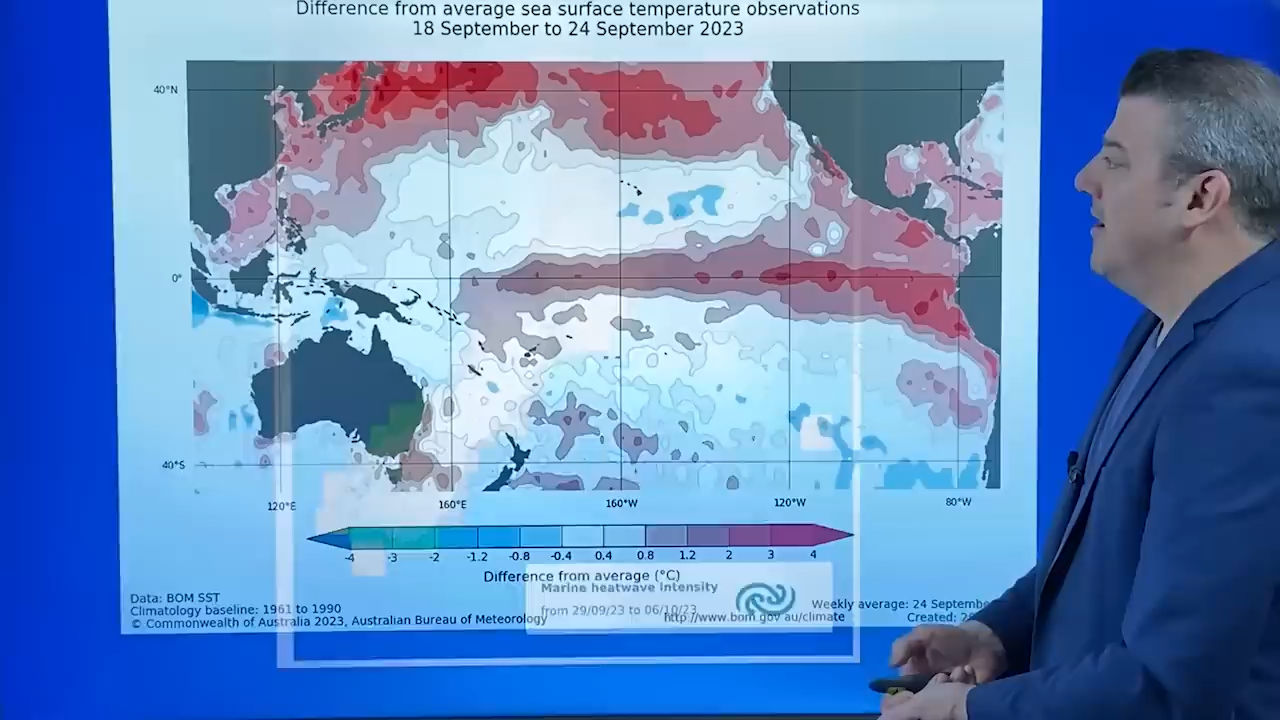 Difference from average sea surface temperature observations
18 September to 24 September 2023
40°N
0°
40°S
120°E 160°E 160°W 120°W 80°W
-4 -3 -2 -1.2 -0.8 -0.4 0.4 0.8 1.2 2 3 4
Difference from average (°C)
Marine heatwave intensity
from 29/09/23 to 06/10/23
Data: BOM SST
Climatology baseline: 1961 to 1990
© Commonwealth of Australia 2023, Australian Bureau of Meteorology
http://www.bom.gov.au/climate
Weekly average: 24
Created: